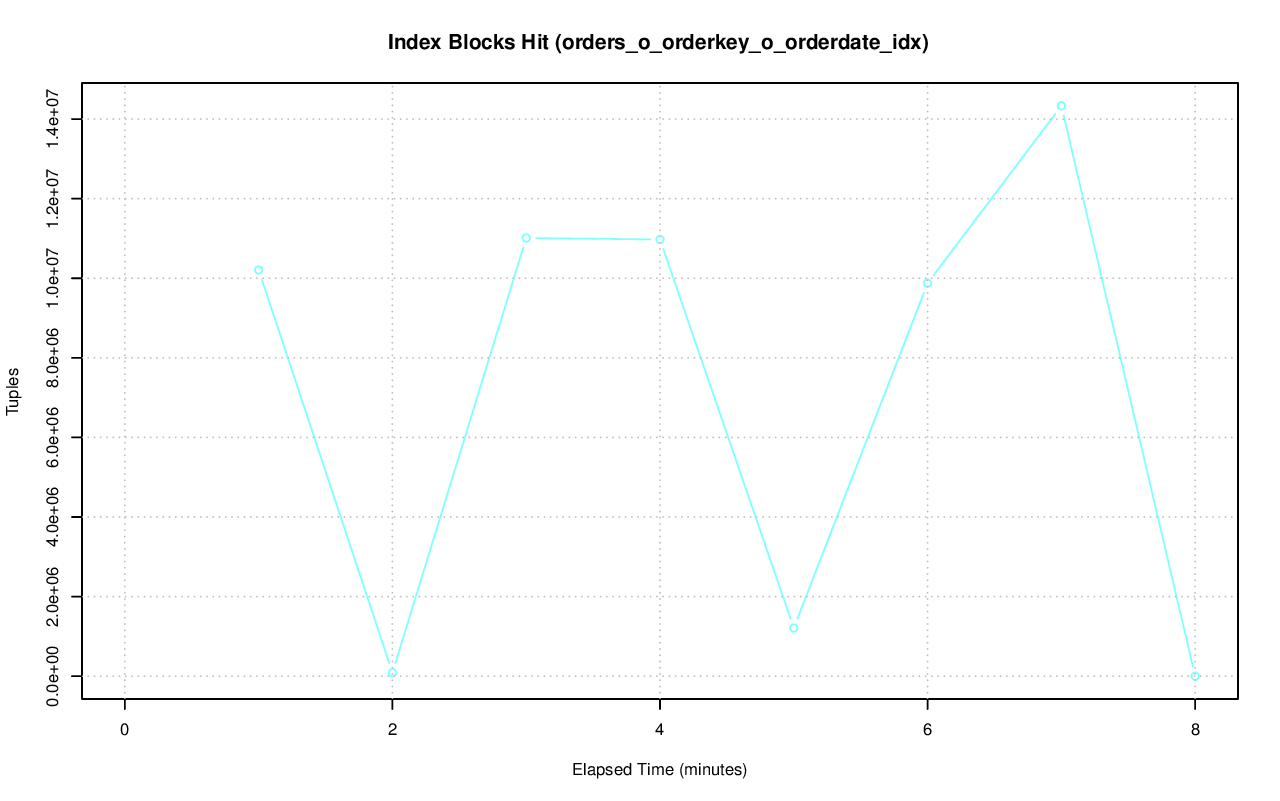 Index Blocks Hit (orders_o_orderkey_o_orderdate_idx)
1.4e+07
1.2e+07
1.0e+07
8.0e+06
6.0e+06
4.0e+06
2.0e+06
0.0e+00
Tuples
0 2 4 6 8
Elapsed Time (minutes)